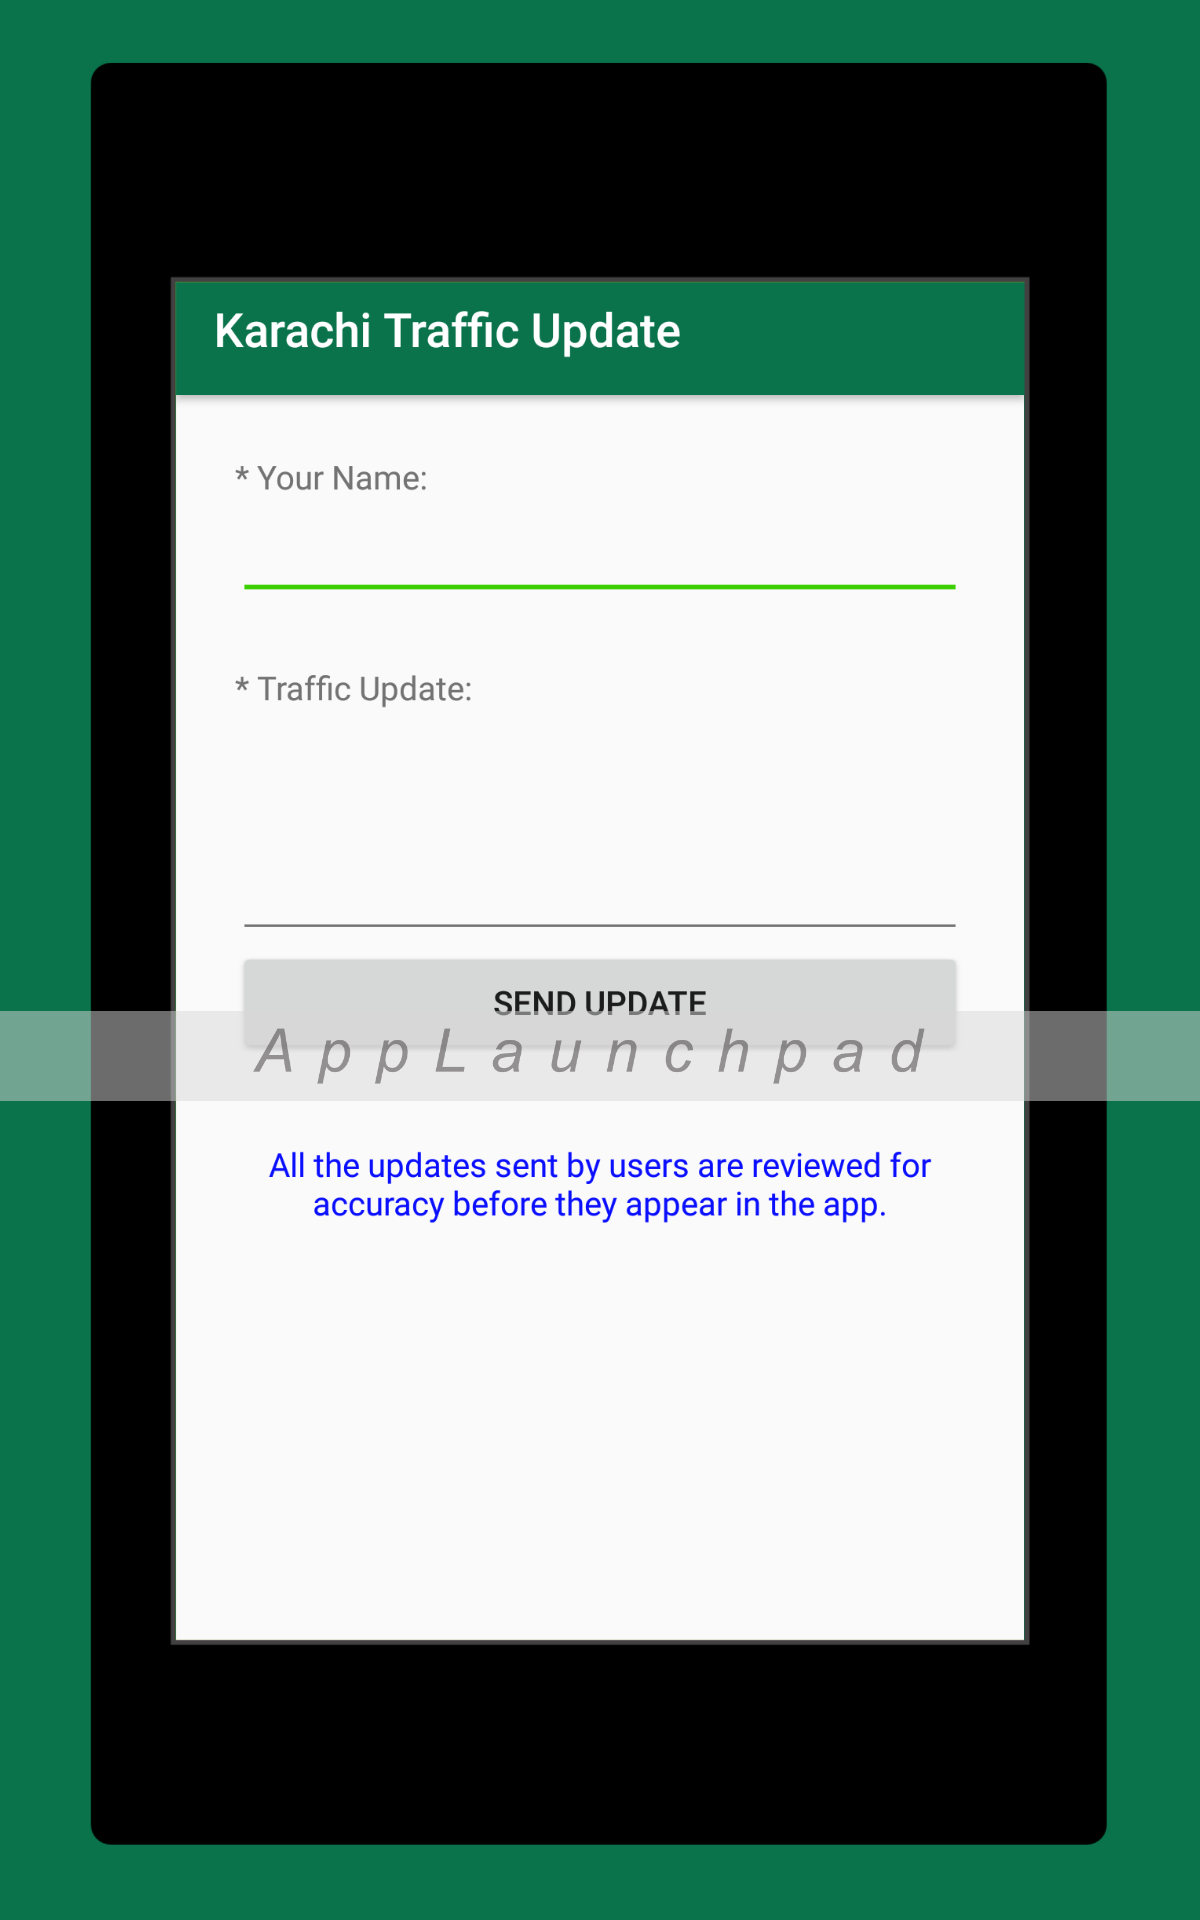 Karachi Traffic Update
* Your Name:
* Traffic Update:
SEND UPDATE
AppLaunchpad
All the updates sent by users are reviewed for
accuracy before they appear in the app.